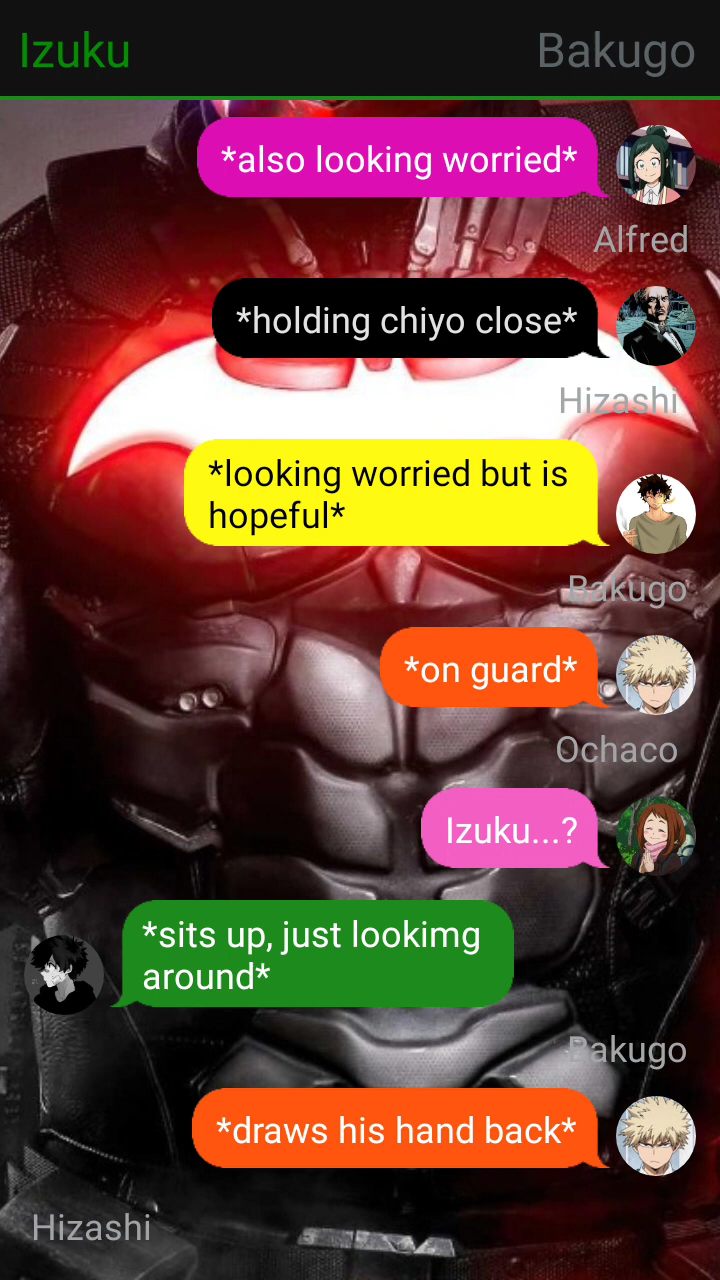 Izuku
Bakugo
*also looking worried*
Alfred
*holding chiyo close*
Hizashi
*looking worried but is
hopeful*
Bakugo
*on guard*
Ochaco
Izuku...?
*sits up, just lookimg
around*
Bakugo
*draws his hand back*
Hizashi